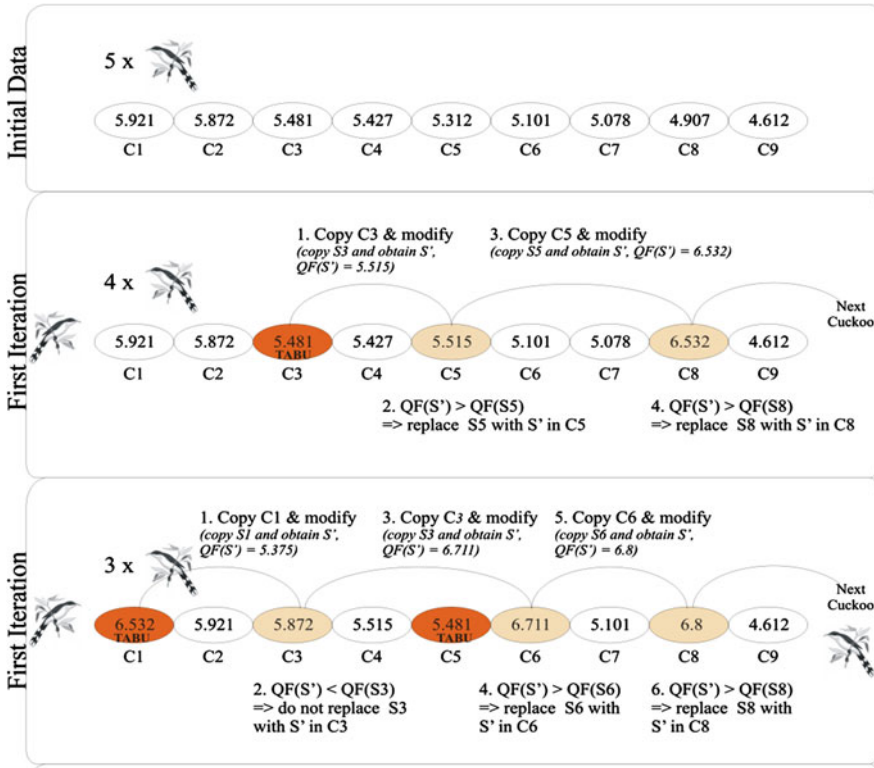 Initial Data
5 x
5.921 5.872 5.481 5.427 5.312 5.101 5.078 4.907 4.612
C1 C2 C3 C4 C5 C6 C7 C8 C9
First Iteration
1. Copy C3 & modify
(copy S3 and obtain S’,
QF(S’) = 5.515)
3. Copy C5 & modify
(copy S5 and obtain S’, QF(S’) = 6.532)
4 x
Next
Cuckoo
5.921 5.872 5.481 5.427 5.515 5.101 5.078 6.532 4.612
TABU
C1 C2 C3 C4 C5 C6 C7 C8 C9
2. QF(S’) > QF(S5)
=> replace S5 with S’ in C5
4. QF(S’) > QF(S8)
=> replace S8 with S’ in C8
First Iteration
1. Copy C1 & modify
(copy S1 and obtain S’,
QF(S’) = 5.375)
3. Copy C3 & modify
(copy S3 and obtain S’,
QF(S’) = 6.711)
5. Copy C6 & modify
(copy S6 and obtain S’,
QF(S’) = 6.8)
3 x
Next
Cuckoo
6.532 5.921 5.872 5.515 5.481 6.711 5.101 6.8 4.612
TABU TABU
C1 C2 C3 C4 C5 C6 C7 C8 C9
2. QF(S’) < QF(S3)
=> do not replace S3
with S’ in C3
4. QF(S’) > QF(S6)
=> replace S6 with
S’ in C6
6. QF(S’) > QF(S8)
=> replace S8 with
S’ in C8